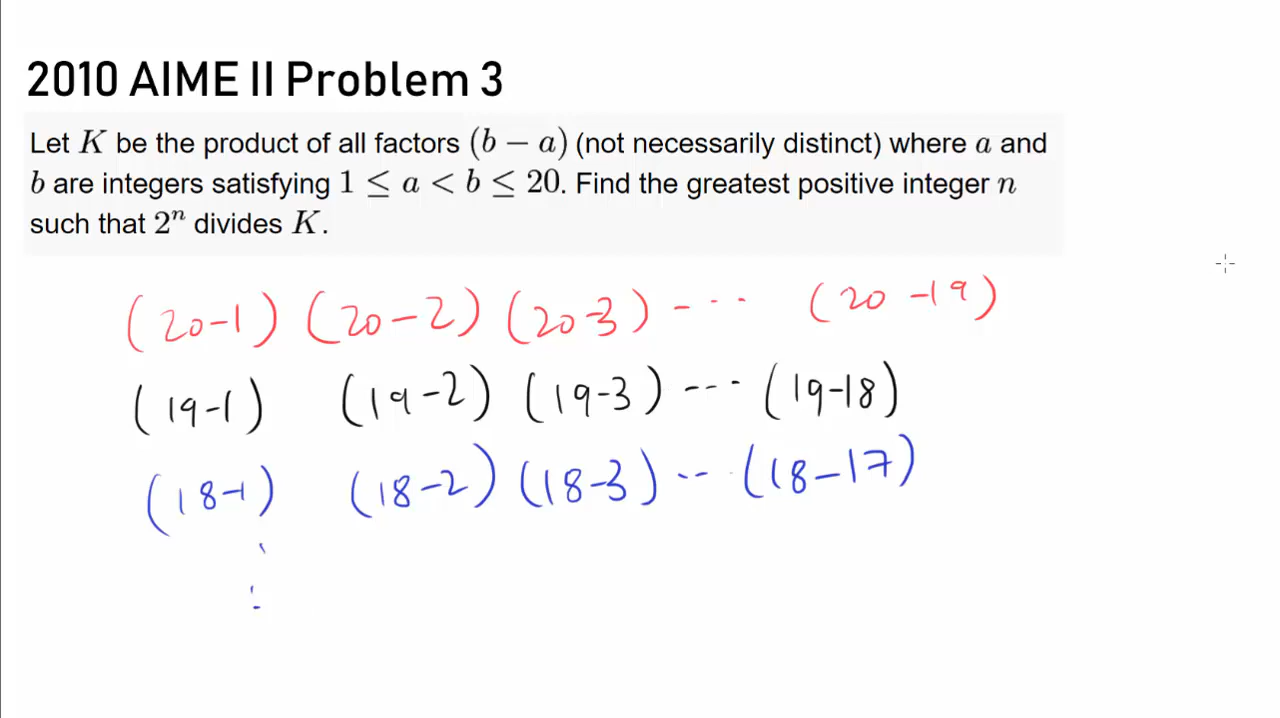 2010 AIME II Problem 3
Let K be the product of all factors (b − a) (not necessarily distinct) where a and
b are integers satisfying 1 ≤ a < b ≤ 20. Find the greatest positive integer n
such that 2ⁿ divides K.
(20-1) (20-2) (20-3) --- (20-19)
(19-1) (19-2) (19-3) --- (19-18)
(18-1) (18-2) (18-3) -- (18-17)